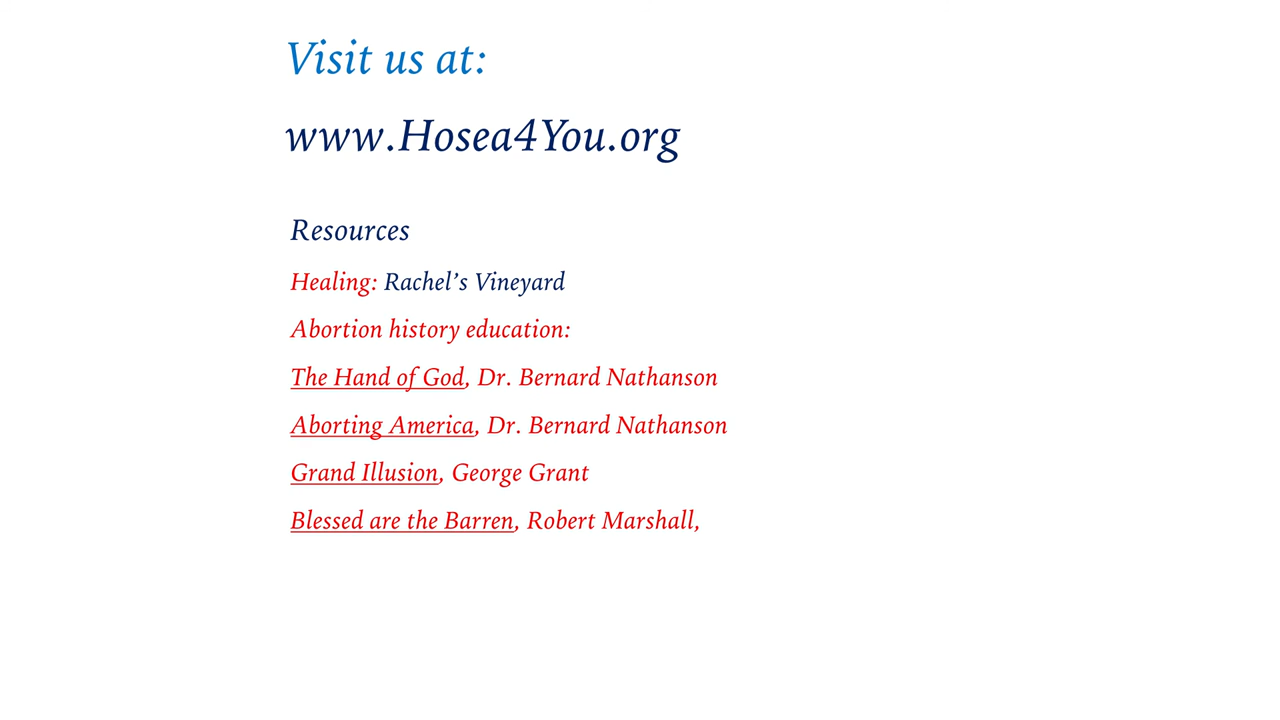 Visit us at:
www.Hosea4You.org
Resources
Healing: Rachel’s Vineyard
Abortion history education:
The Hand of God, Dr. Bernard Nathanson
Aborting America, Dr. Bernard Nathanson
Grand Illusion, George Grant
Blessed are the Barren, Robert Marshall,